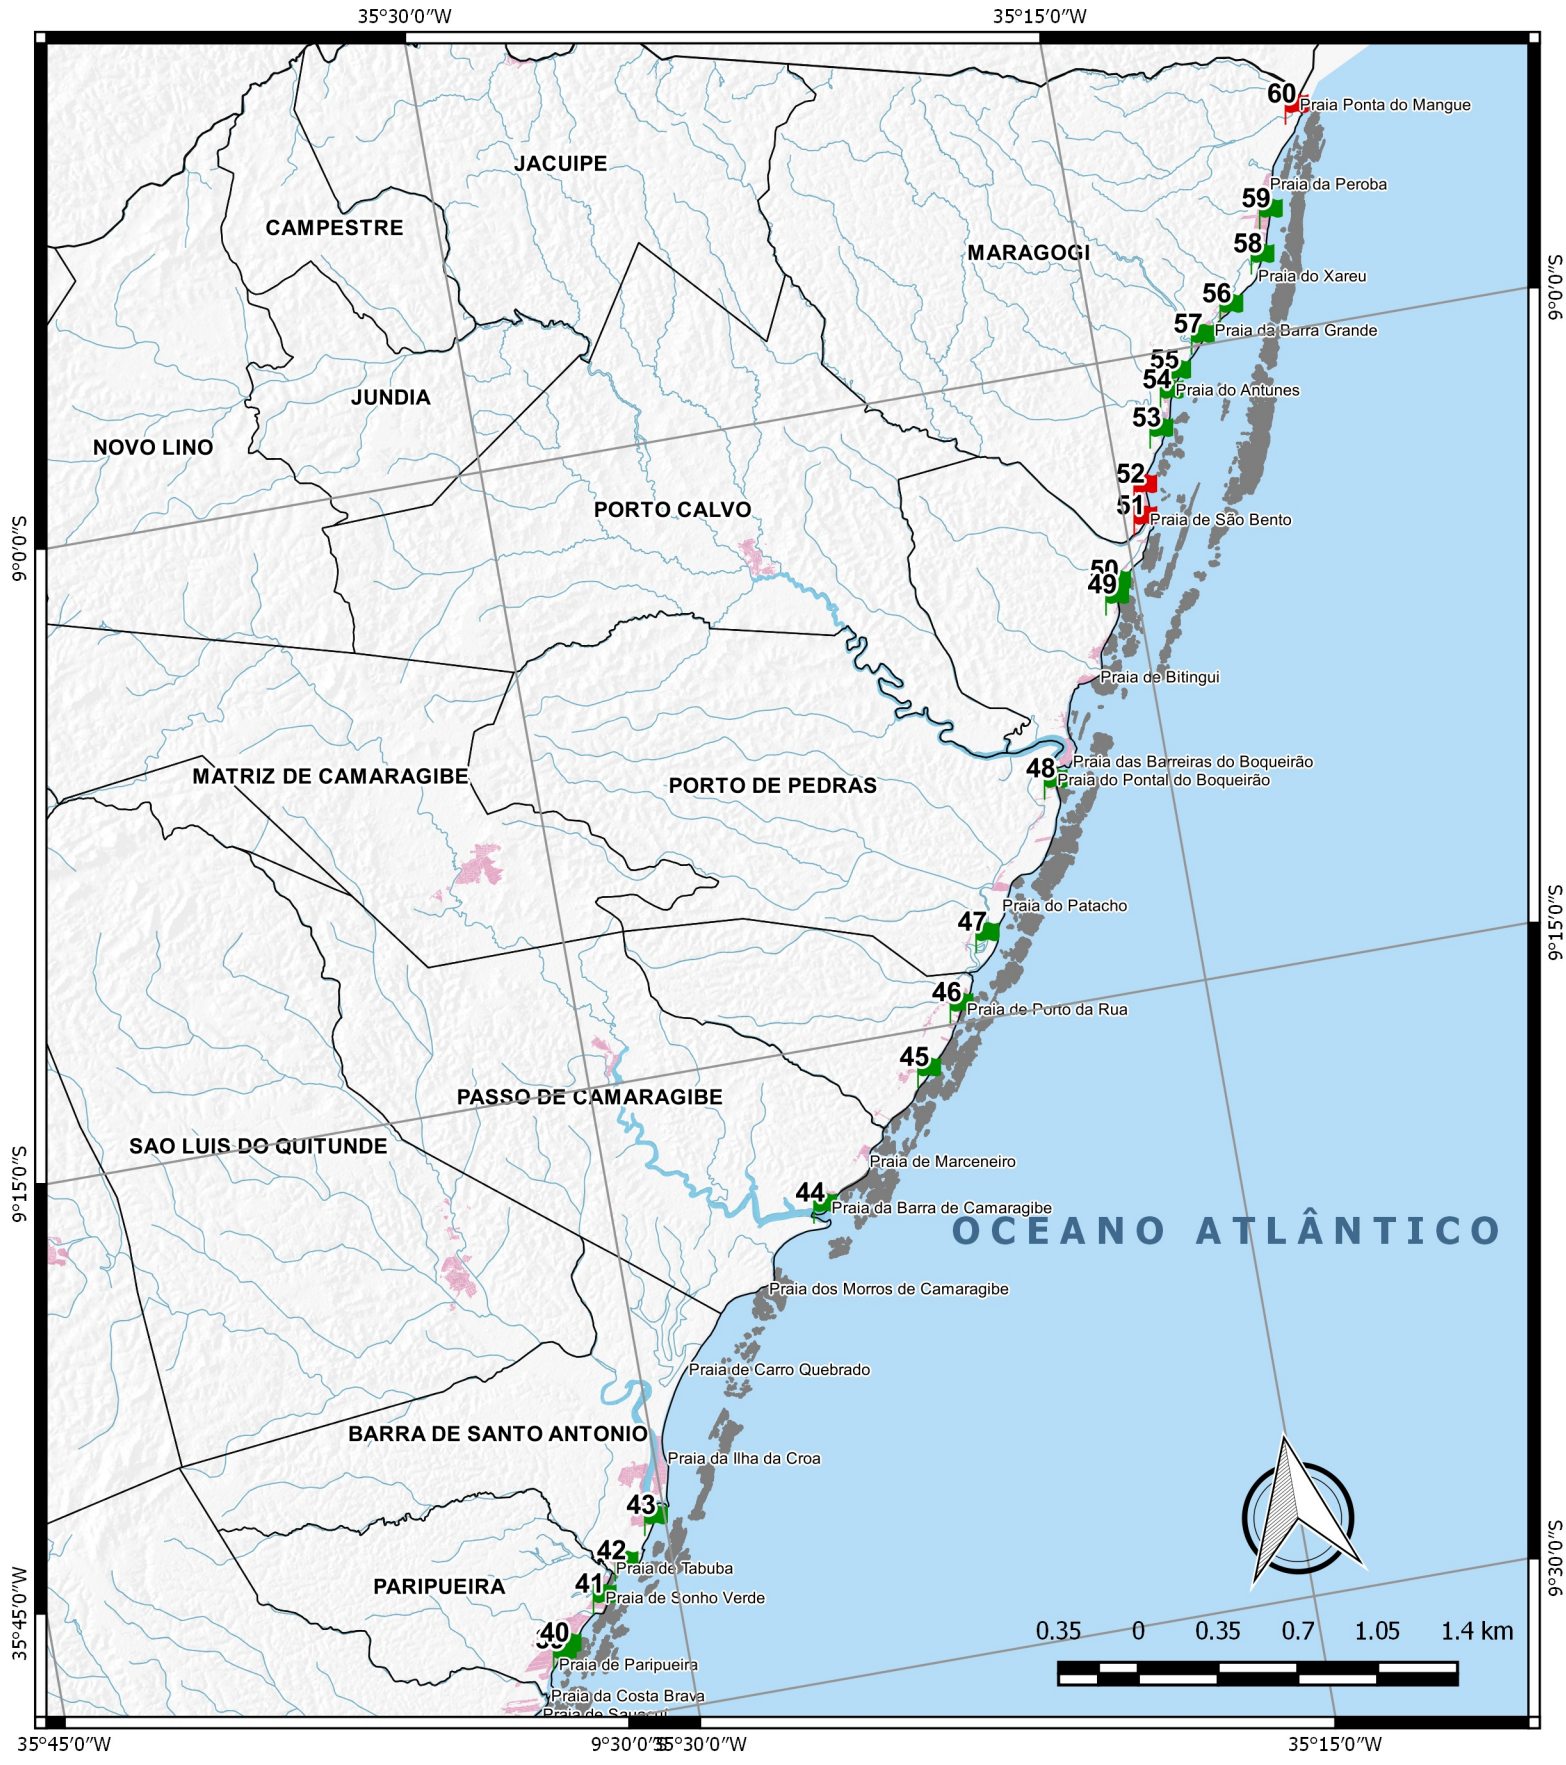 35°30'0"W
35°15'0"W
60
Praia Ponta do Mangue
JACUIPE
Praia da Peroba
59
CAMPESTRE
58
MARAGOGI
Praia do Xareu
9°0'0"S
56
57
Praia da Barra Grande
55
54
Praia do Antunes
JUNDIA
53
NOVO LINO
52
51
PORTO CALVO
Praia de São Bento
9°0'0"S
50
49
Praia de Bitingui
Praia das Barreiras do Boqueirão
48
Praia do Pontal do Boqueirão
MATRIZ DE CAMARAGIBE
PORTO DE PEDRAS
Praia do Patacho
47
9°15'0"S
46
Praia de Porto da Rua
45
PASSO DE CAMARAGIBE
SAO LUIS DO QUITUNDE
Praia de Marceneiro
9°15'0"S
44
Praia da Barra de Camaragibe
OCEANO ATLÂNTICO
Praia dos Morros de Camaragibe
Praia de Carro Quebrado
BARRA DE SANTO ANTONIO
Praia da Ilha da Croa
43
42
Praia de Tabuba
9°30'0"S
PARIPUEIRA
41
Praia de Sonho Verde
35°45'0"W
40
0.35 0 0.35 0.7 1.05 1.4 km
Praia de Paripueira
Praia da Costa Brava
35°45'0"W
35°30'0"W
35°15'0"W